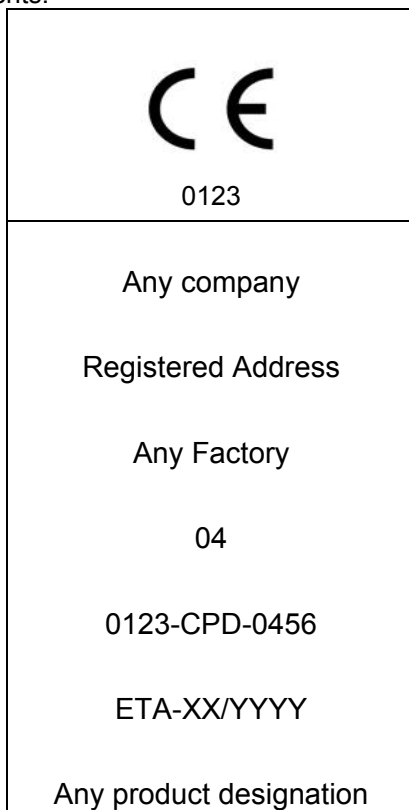 CE
0123
Any company
Registered Address
Any Factory
04
0123-CPD-0456
ETA-XX/YYYY
Any product designation